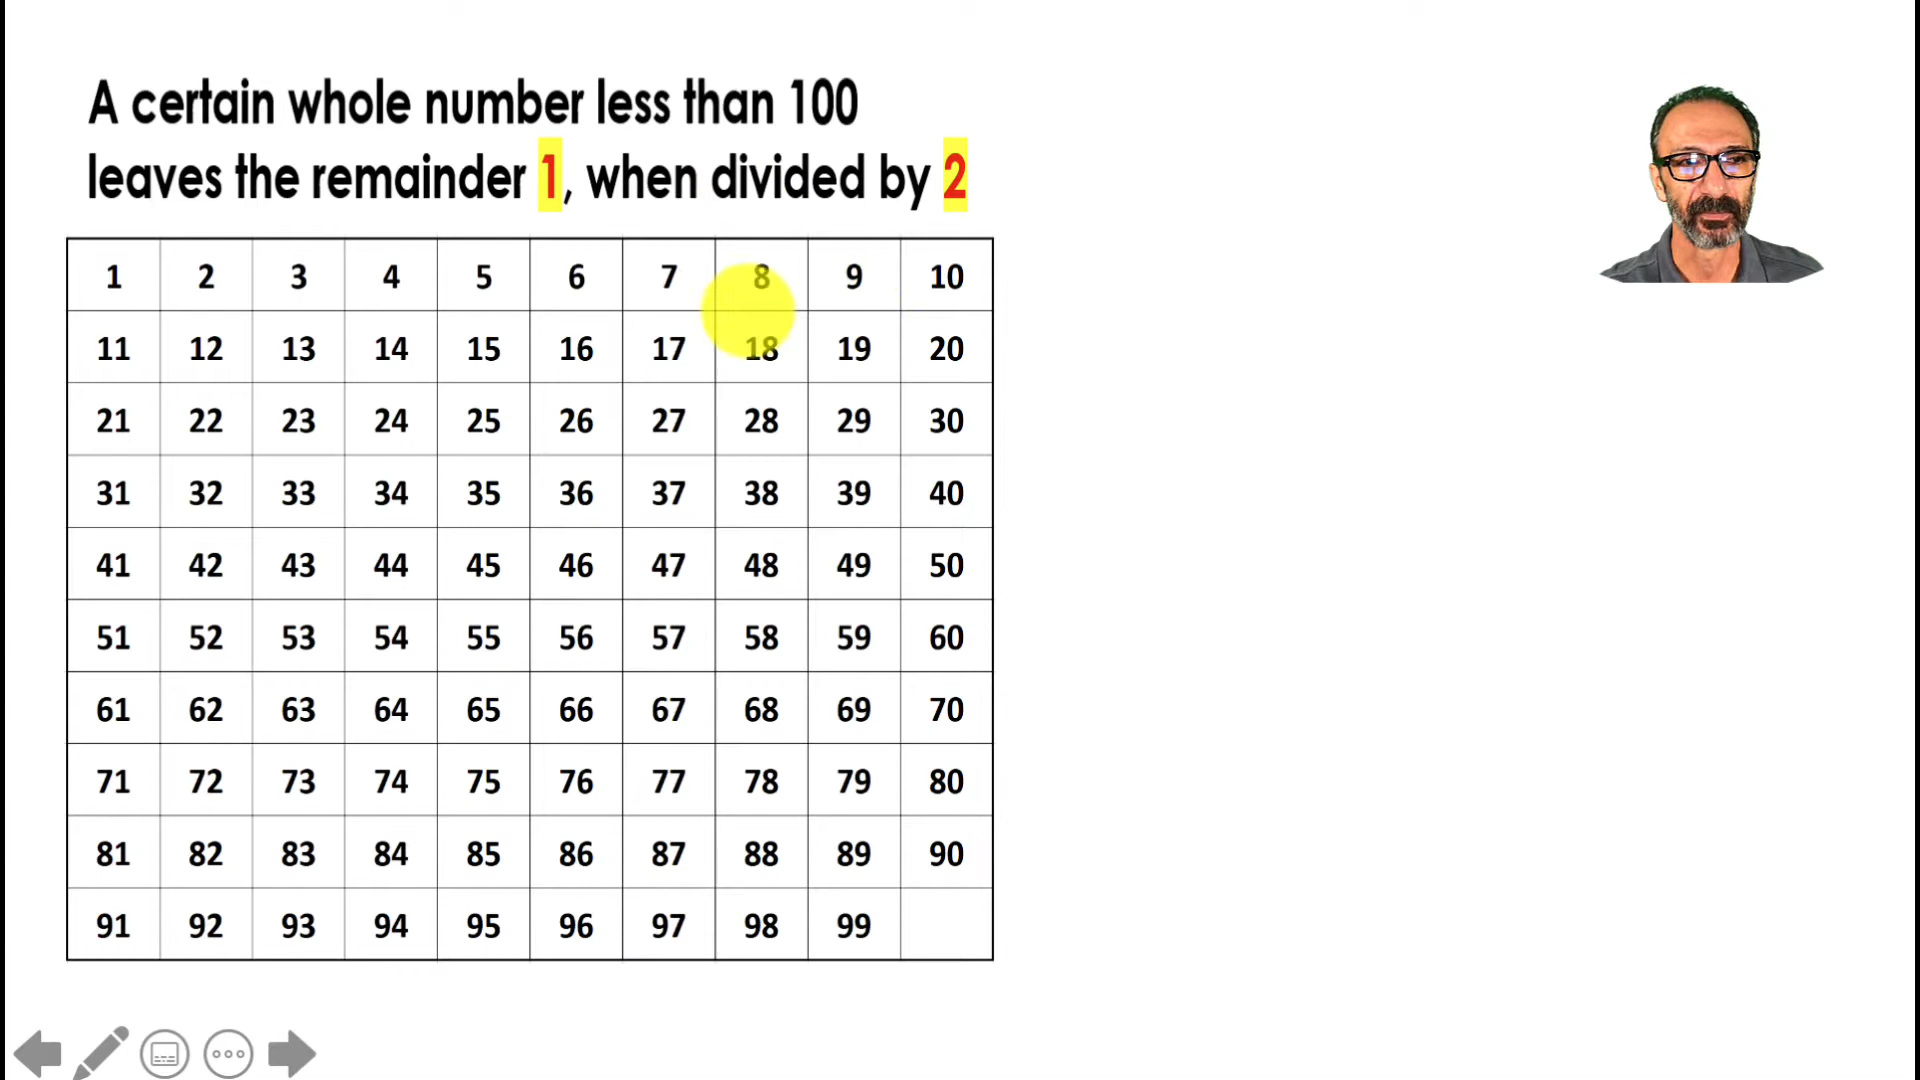 A certain whole number less than 100
leaves the remainder 1, when divided by 2
1 2 3 4 5 6 7 8 9 10
11 12 13 14 15 16 17 18 19 20
21 22 23 24 25 26 27 28 29 30
31 32 33 34 35 36 37 38 39 40
41 42 43 44 45 46 47 48 49 50
51 52 53 54 55 56 57 58 59 60
61 62 63 64 65 66 67 68 69 70
71 72 73 74 75 76 77 78 79 80
81 82 83 84 85 86 87 88 89 90
91 92 93 94 95 96 97 98 99